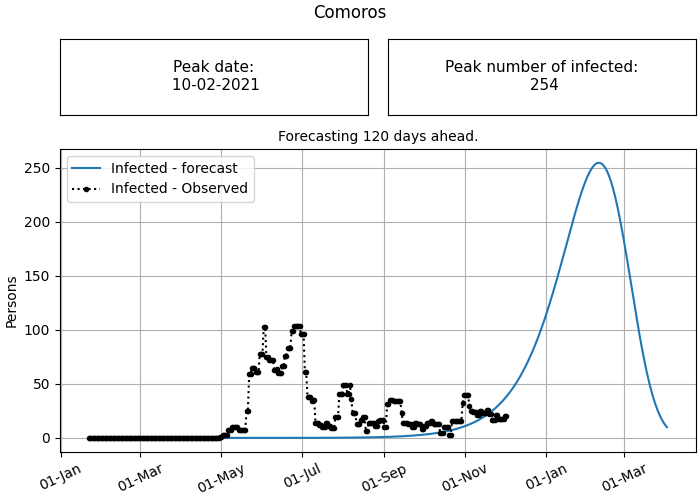 Comoros
Peak date:
10-02-2021
Peak number of infected:
254
Forecasting 120 days ahead.
Infected - forecast
Infected - Observed
Persons
250
200
150
100
50
0
01-Jan
01-Mar
01-May
01-Jul
01-Sep
01-Nov
01-Jan
01-Mar